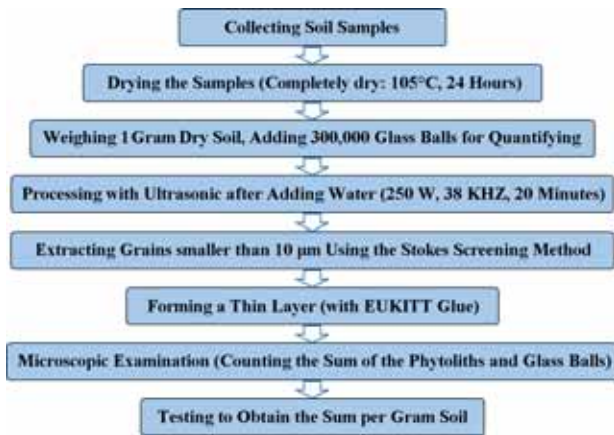 Collecting Soil Samples
Drying the Samples (Completely dry: 105°C, 24 Hours)
Weighing 1 Gram Dry Soil, Adding 300,000 Glass Balls for Quantifying
Processing with Ultrasonic after Adding Water (250 W, 38 KHZ, 20 Minutes)
Extracting Grains smaller than 10 μm Using the Stokes Screening Method
Forming a Thin Layer (with EUKITT Glue)
Microscopic Examination (Counting the Sum of the Phytoliths and Glass Balls)
Testing to Obtain the Sum per Gram Soil